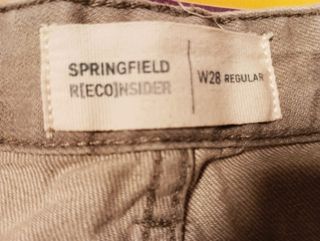 SPRINGFIELD
R[ECO]NSIDER
W28 REGULAR